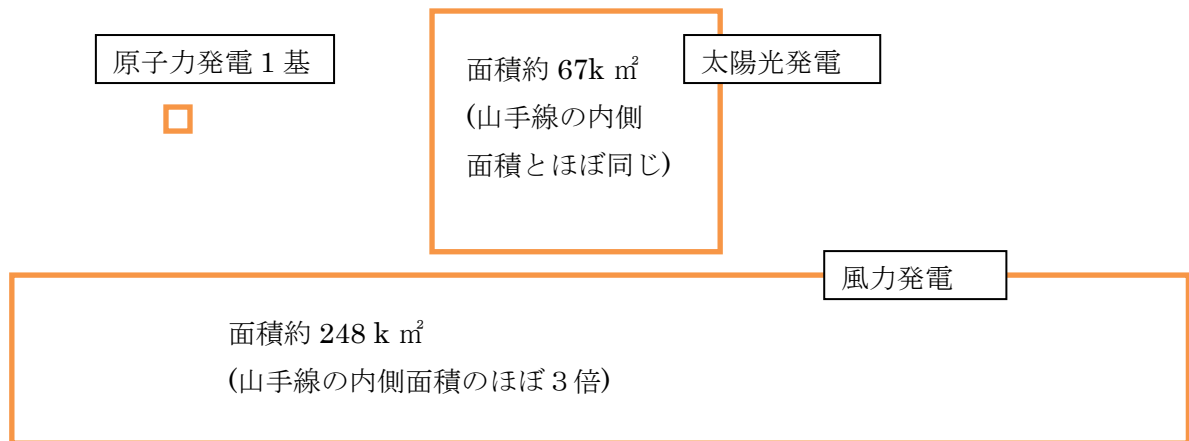 原子力発電 1 基
面積約 67k ㎡
(山手線の内側
面積とほぼ同じ)
太陽光発電
風力発電
面積約 248 k ㎡
(山手線の内側面積のほぼ３倍)